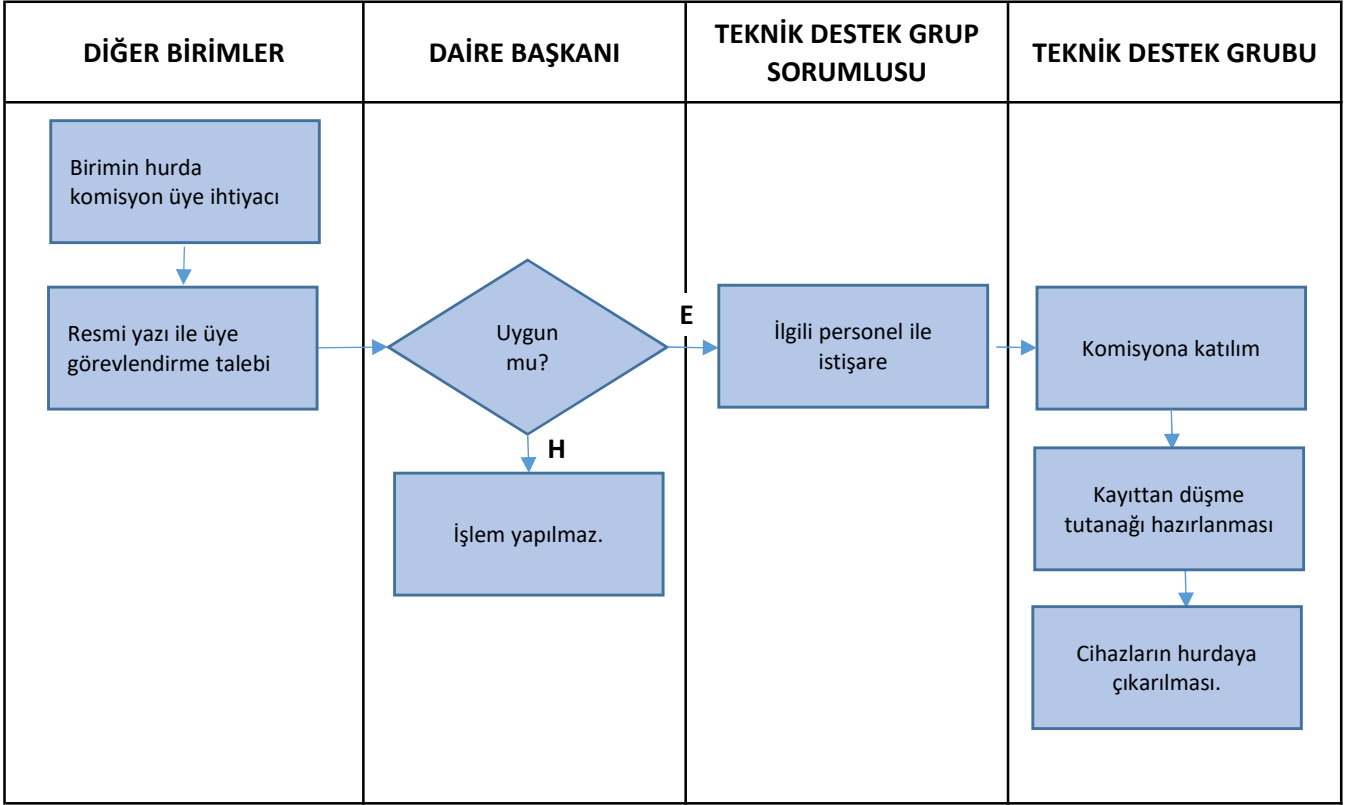 DİĞER BİRİMLER
DAİRE BAŞKANI
TEKNİK DESTEK GRUP
SORUMLUSU
TEKNİK DESTEK GRUBU
Birimin hurda
komisyon üye ihtiyacı
Resmi yazı ile üye
görevlendirme talebi
Uygun
mu?
E
H
İşlem yapılmaz.
İlgili personel ile
istişare
Komisyona katılım
Kayıttan düşme
tutanağı hazırlanması
Cihazların hurdaya
çıkarılması.